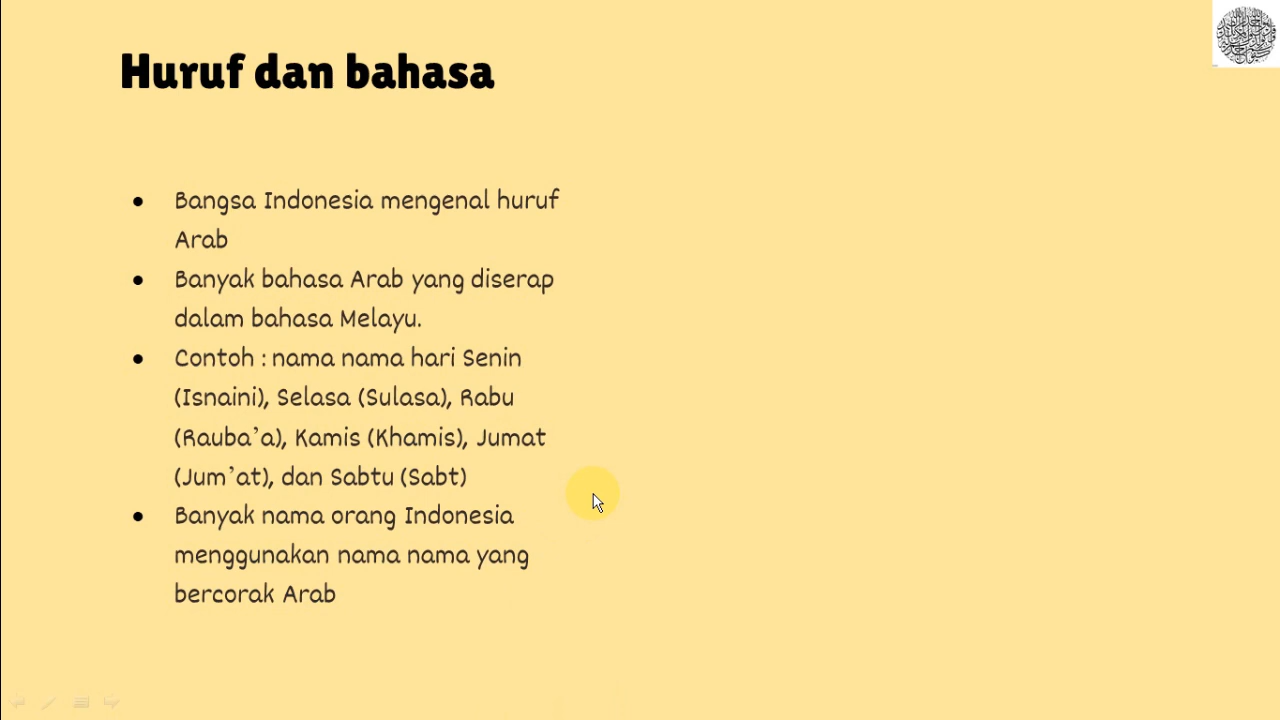 Huruf dan bahasa
Bangsa Indonesia mengenal huruf
Arab
Banyak bahasa Arab yang diserap
dalam bahasa Melayu.
Contoh : nama nama hari Senin
(Isnaini), Selasa (Sulasa), Rabu
(Rauba’a), Kamis (Khamis), Jumat
(Jum’at), dan Sabtu (Sabt)
Banyak nama orang Indonesia
menggunakan nama nama yang
bercorak Arab